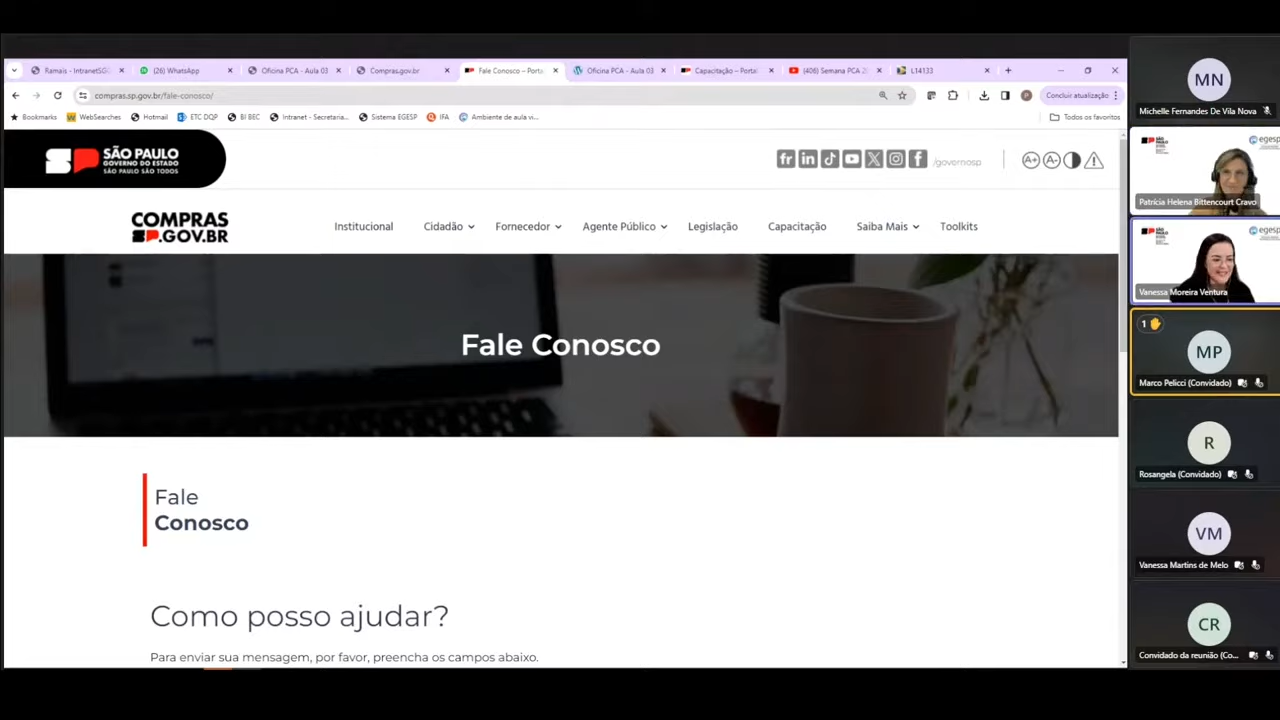 Ramais - IntranetSG
(26) WhatsApp
Oficina PCA - Aula 03
Compras.gov.br
Fale Conosco – Porta
Oficina PCA - Aula 03
Capacitação – Portal
(406) Semana PCA 2
L14133
compras.sp.gov.br/fale-conosco/
Concluir atualização
Bookmarks
WebSearches
Hotmail
ETC DQP
BI BEC
Intranet - Secretaria...
Sistema EGESP
IFA
Ambiente de aula vi...
Todos os favoritos
SÃO PAULO
GOVERNO DO ESTADO
SÃO PAULO SÃO TODOS
/governosp
A+
A-
COMPRAS
SP.GOV.BR
Institucional
Cidadão
Fornecedor
Agente Público
Legislação
Capacitação
Saiba Mais
Toolkits
Fale Conosco
Fale
Conosco
Como posso ajudar?
Para enviar sua mensagem, por favor, preencha os campos abaixo.
MN
Michelle Fernandes De Vila Nova
egesp
Patrícia Helena Bittencourt Cravo
egesp
Vanessa Moreira Ventura
1
MP
Marco Pelicci (Convidado)
R
Rosangela (Convidado)
VM
Vanessa Martins de Melo
CR
Convidado da reunião (Co...